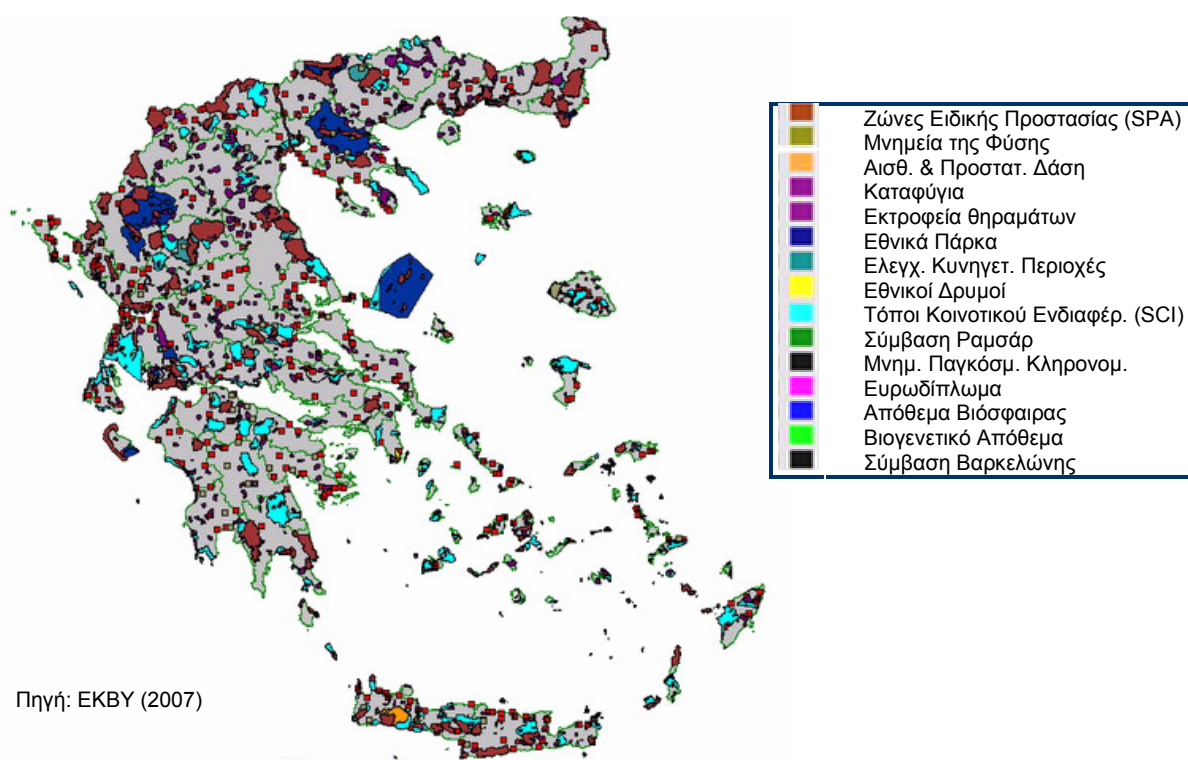 Ζώνες Ειδικής Προστασίας (SPA)
Μνημεία της Φύσης
Αισθ. & Προστατ. Δάση
Καταφύγια
Εκτροφεία θηραμάτων
Εθνικά Πάρκα
Ελεγχ. Κυνηγετ. Περιοχές
Εθνικοί Δρυμοί
Τόποι Κοινοτικού Ενδιαφέρ. (SCI)
Σύμβαση Ραμσάρ
Μνημ. Παγκόσμ. Κληρονομ.
Ευρωδίπλωμα
Απόθεμα Βιόσφαιρας
Βιογενετικό Απόθεμα
Σύμβαση Βαρκελώνης
Πηγή: ΕΚΒΥ (2007)